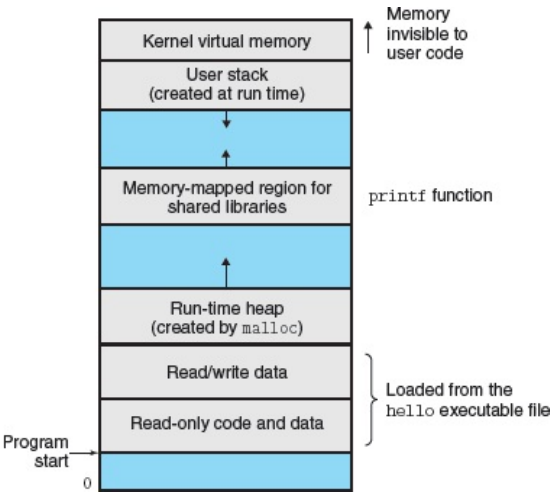 Kernel virtual memory
Memory
invisible to
user code
User stack
(created at run time)
Memory-mapped region for
shared libraries
printf function
Run-time heap
(created by malloc)
Read/write data
Loaded from the
hello executable file
Read-only code and data
Program
start
0